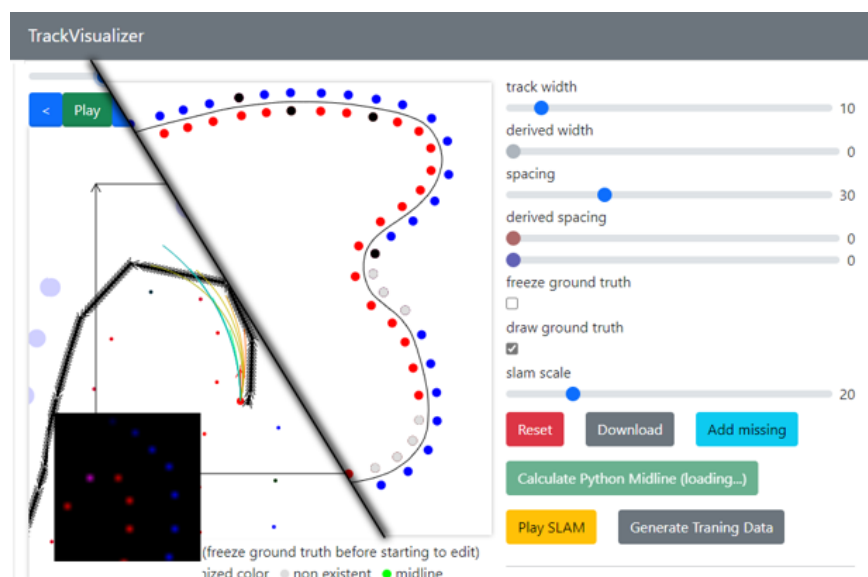 TrackVisualizer
< Play
track width
10
derived width
0
spacing
30
derived spacing
0
0
freeze ground truth
draw ground truth
slam scale
20
Reset Download Add missing
Calculate Python Midline (loading...)
Play SLAM Generate Traning Data
(freeze ground truth before starting to edit)
color non existent midline